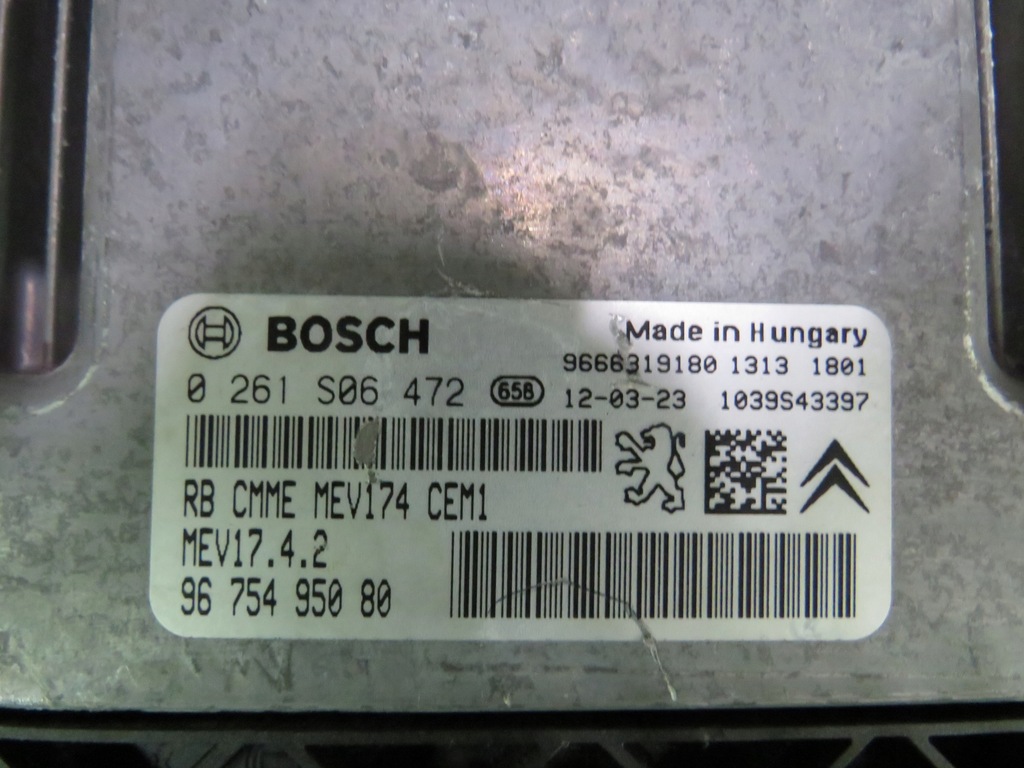 BOSCH
Made in Hungary
9666319180 1313 1801
0 261 S06 472 658 12-03-23 1039S43397
RB CMME MEV174 CEM1
MEV17.4.2
96 754 950 80